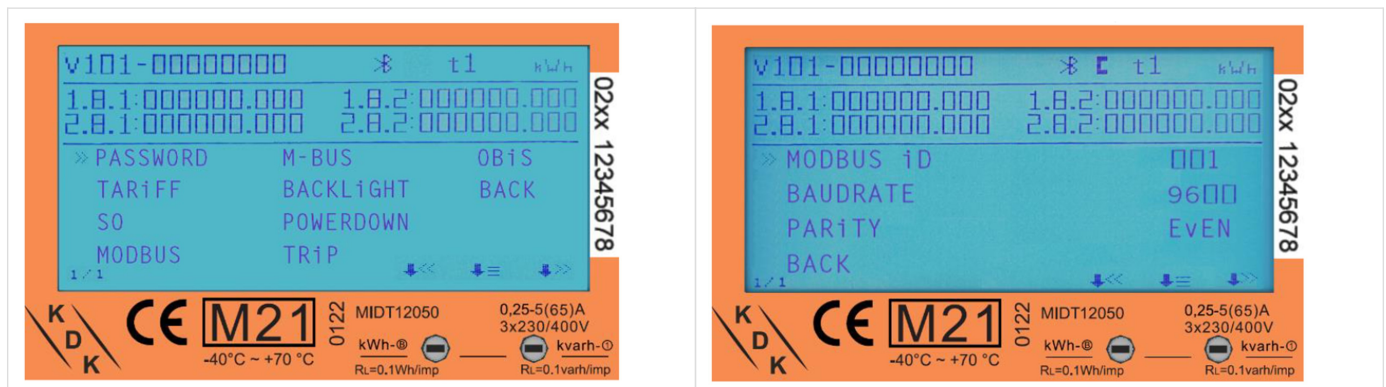 v101-00000000 t1 kWh
1.8.1:000000.000 1.8.2:000000.000
2.8.1:000000.000 2.8.2:000000.000
» PASSWORD M-BUS OBiS
TARiFF BACKLiGHT BACK
SO POWERDOWN
MODBUS TRiP
1/1
02xx 12345678
K D K
CE M21 0122
-40°C ~ +70 °C
MIDT12050
kWh-®
RL=0.1Wh/imp
0,25-5(65)A
3x230/400V
kvarh-①
RL=0.1varh/imp
v101-00000000 t1 kWh
1.8.1:000000.000 1.8.2:000000.000
2.8.1:000000.000 2.8.2:000000.000
» MODBUS iD 001
BAUDRATE 9600
PARiTY EvEN
BACK
1/1
02xx 12345678
K D K
CE M21 0122
-40°C ~ +70 °C
MIDT12050
kWh-®
RL=0.1Wh/imp
0,25-5(65)A
3x230/400V
kvarh-①
RL=0.1varh/imp